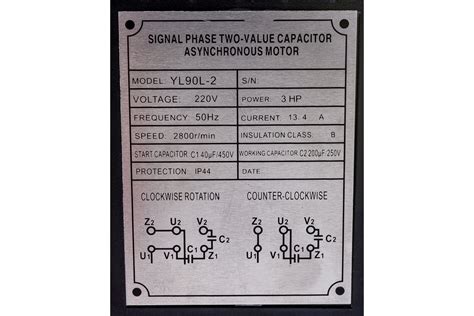 SIGNAL PHASE TWO-VALUE CAPACITOR
ASYNCHRONOUS MOTOR
MODEL: YL90L-2 S/N:
VOLTAGE: 220V POWER: 3 HP
FREQUENCY: 50Hz CURRENT: 13.4 A
SPEED: 2800r/min INSULATION CLASS: B
START CAPACITOR C1 40µF/450V WORKING CAPACITOR C2 200µF/250V
PROTECTION: IP44 DATE:
CLOCKWISE ROTATION COUNTER-CLOCKWISE
Z2 U2 V2 Z2 U2 V2
C2 C2
U1 V1 C1 Z1 U1 V1 C1 Z1